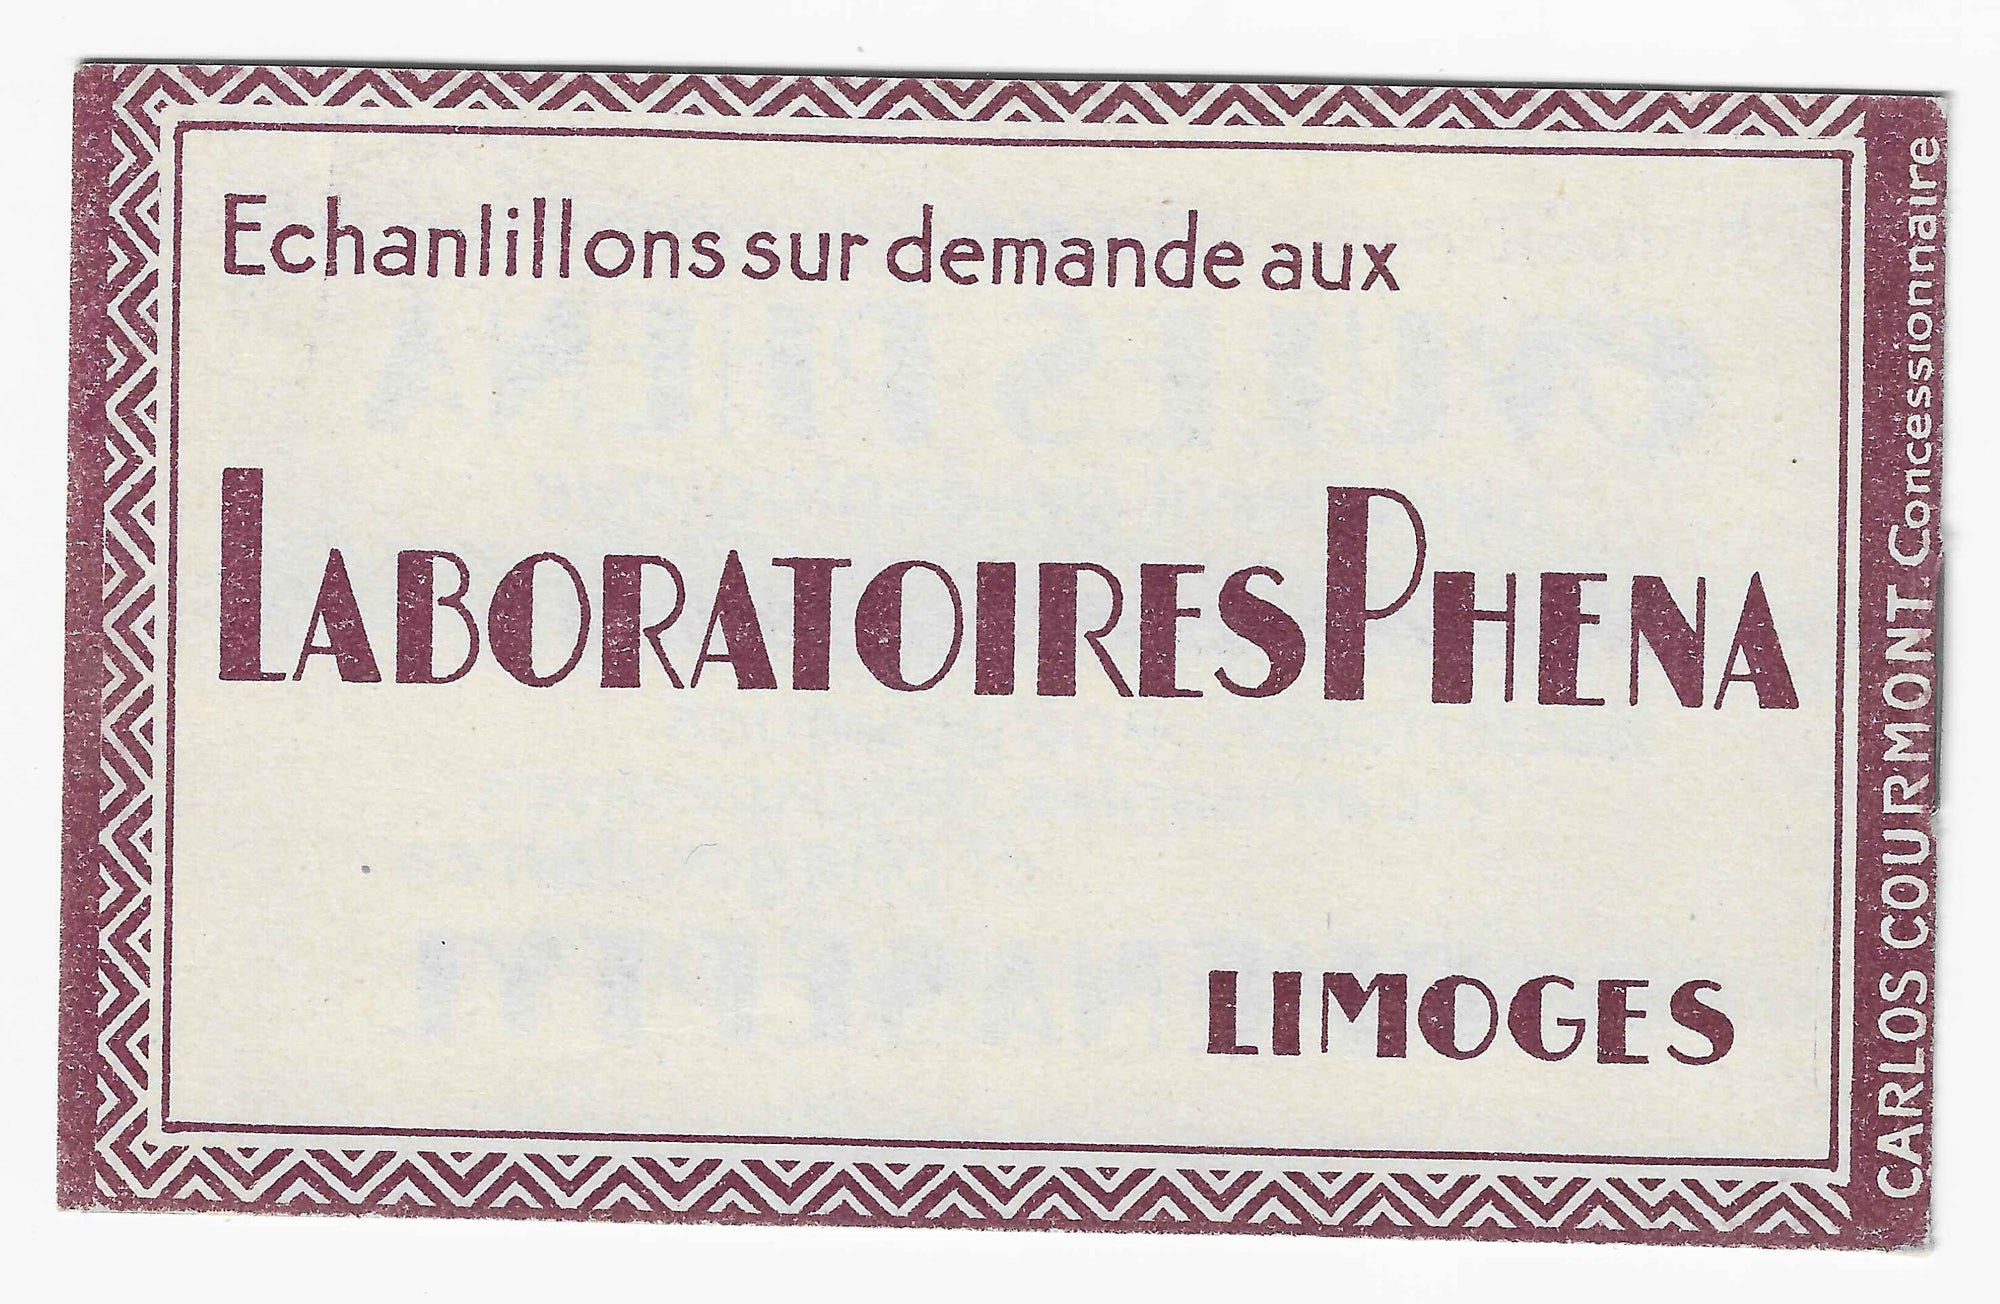 Echanlillons sur demande aux
LABORATOIRES PHENA
LIMOGES
CARLOS COURMONT. Concessionnaire